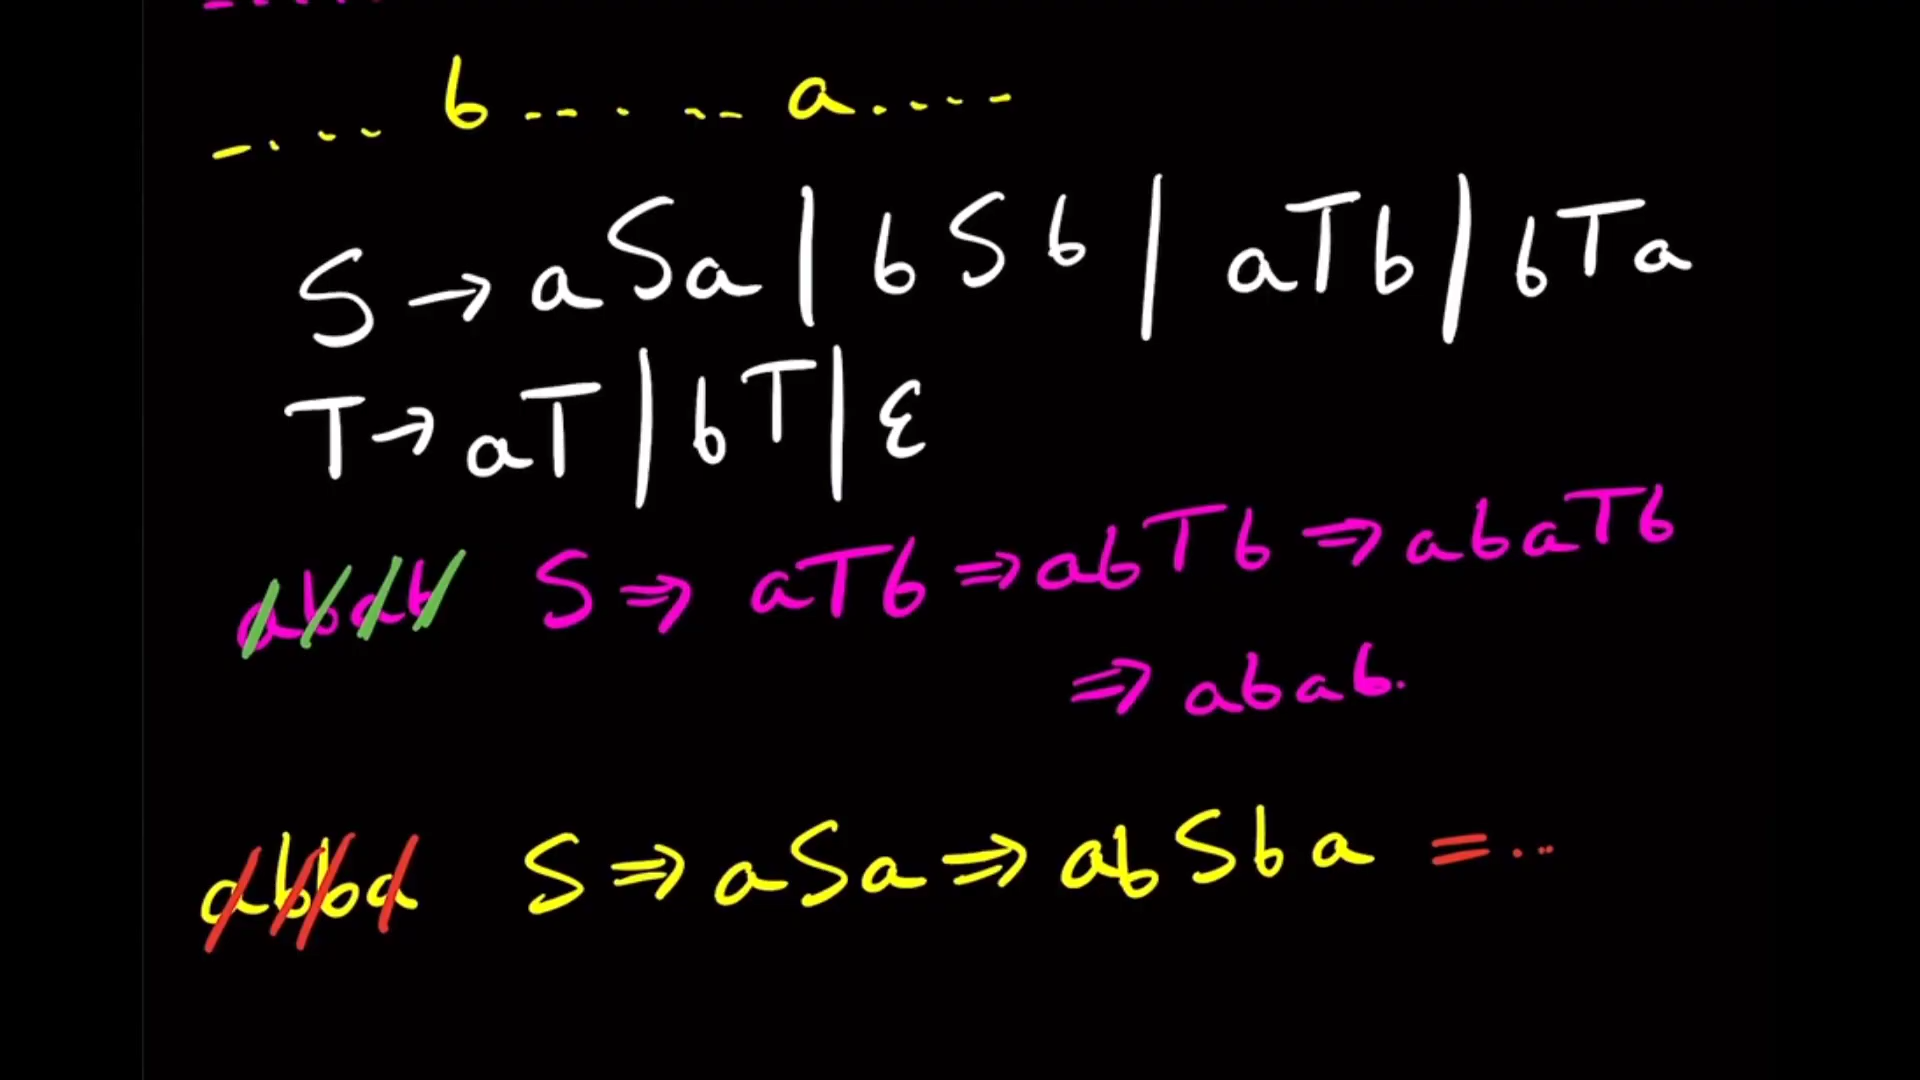 -... b ..... a ....
S → aSa | bSb | aTb | bTa
T → aT | bT | ε
abab S ⇒ aTb ⇒ abTb ⇒ abaTb
⇒ abab.
abba S ⇒ aSa ⇒ abSba = ...